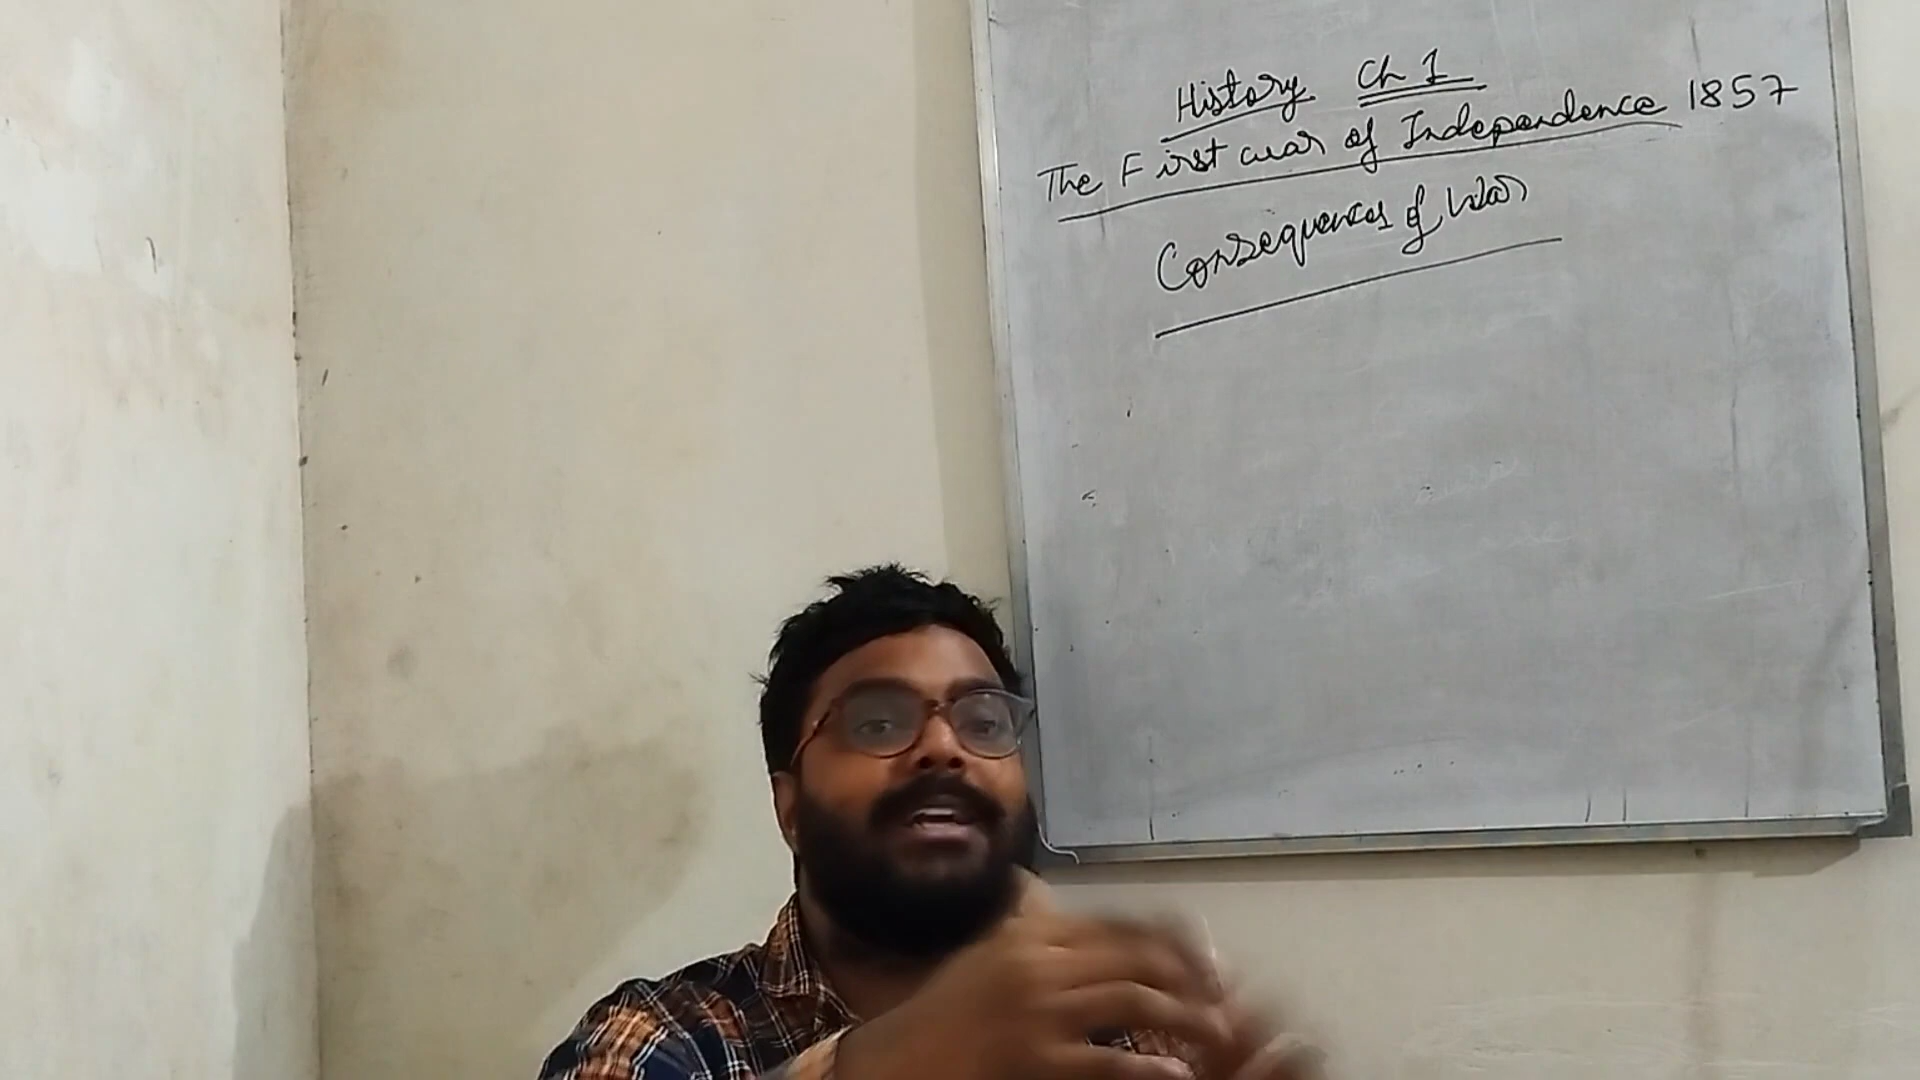 History Ch 1
The First war of Independence 1857
Consequences of War